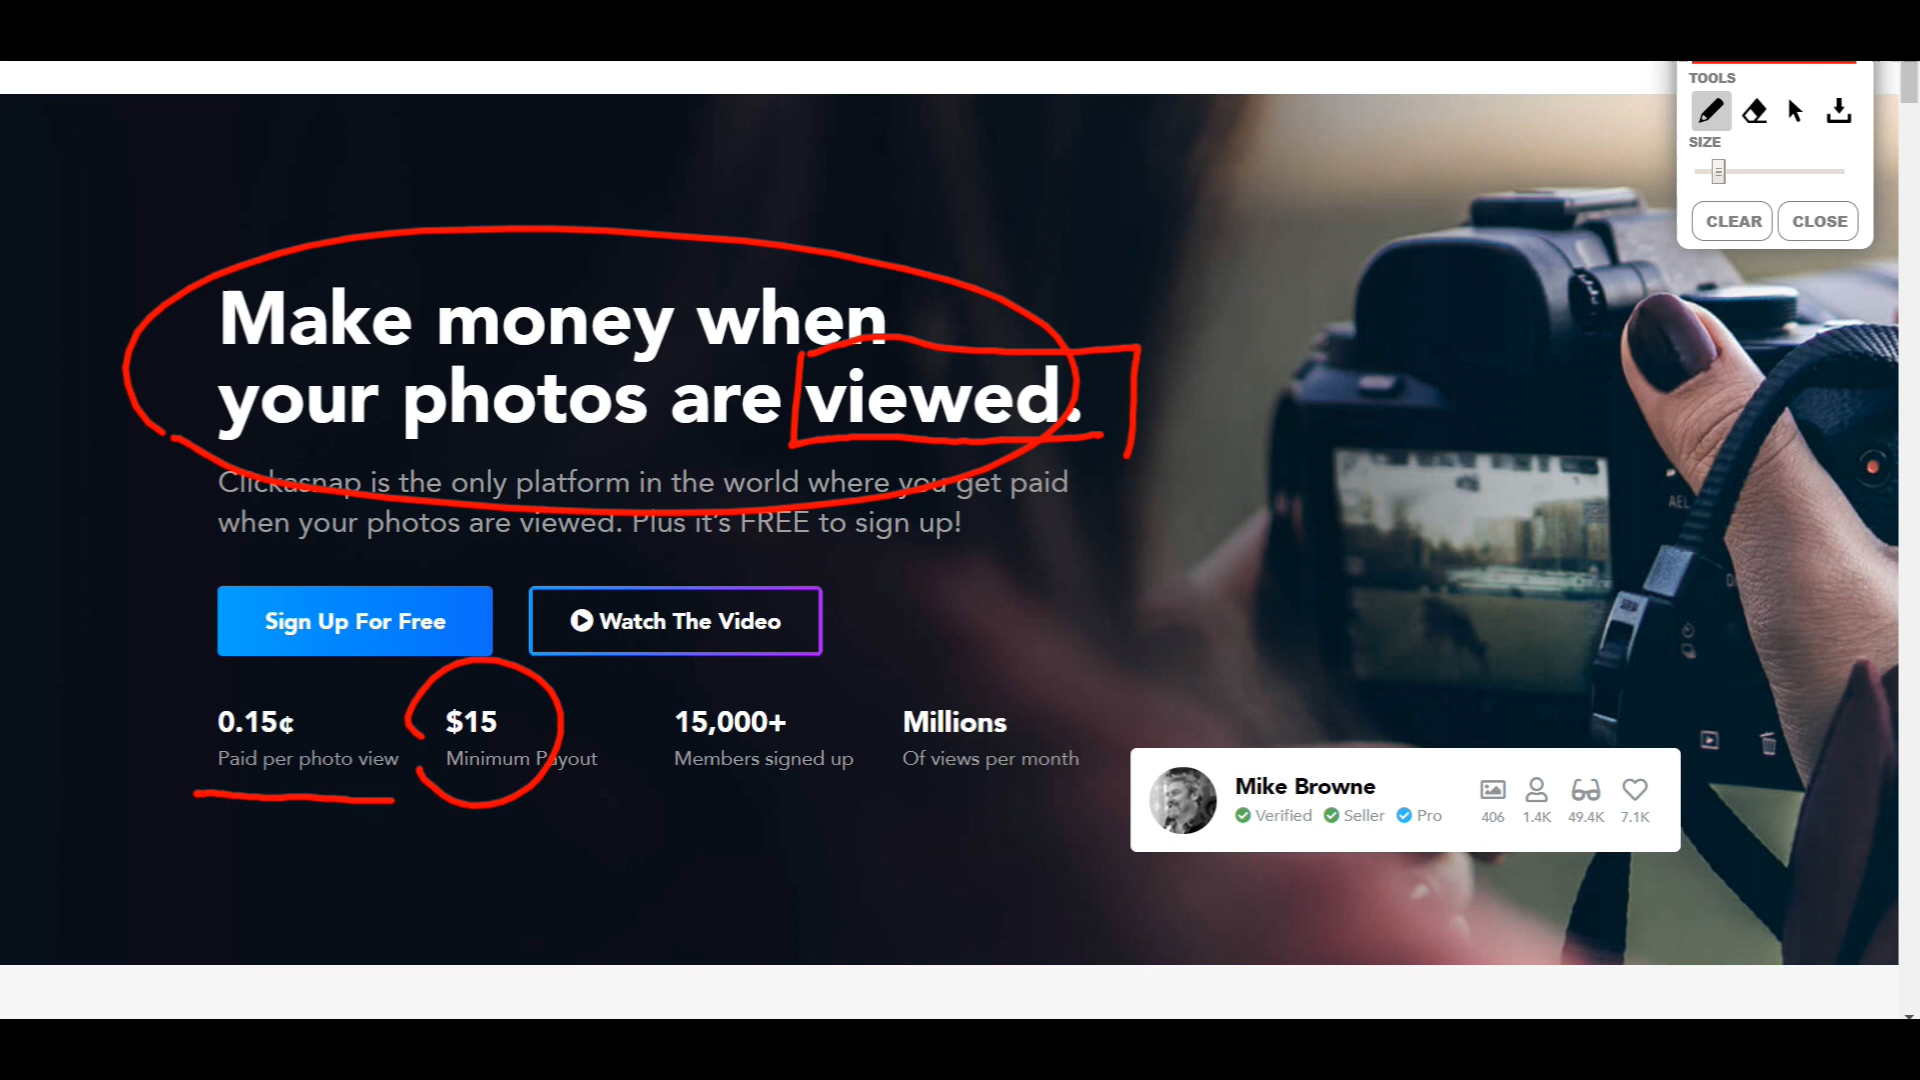 TOOLS
SIZE
CLEAR CLOSE
Make money when
your photos are viewed.
Clickasnap is the only platform in the world where you get paid
when your photos are viewed. Plus it's FREE to sign up!
Sign Up For Free
Watch The Video
0.15¢
Paid per photo view
$15
Minimum Payout
15,000+
Members signed up
Millions
Of views per month
Mike Browne
Verified Seller Pro
406 1.4K 49.4K 7.1K
AEL